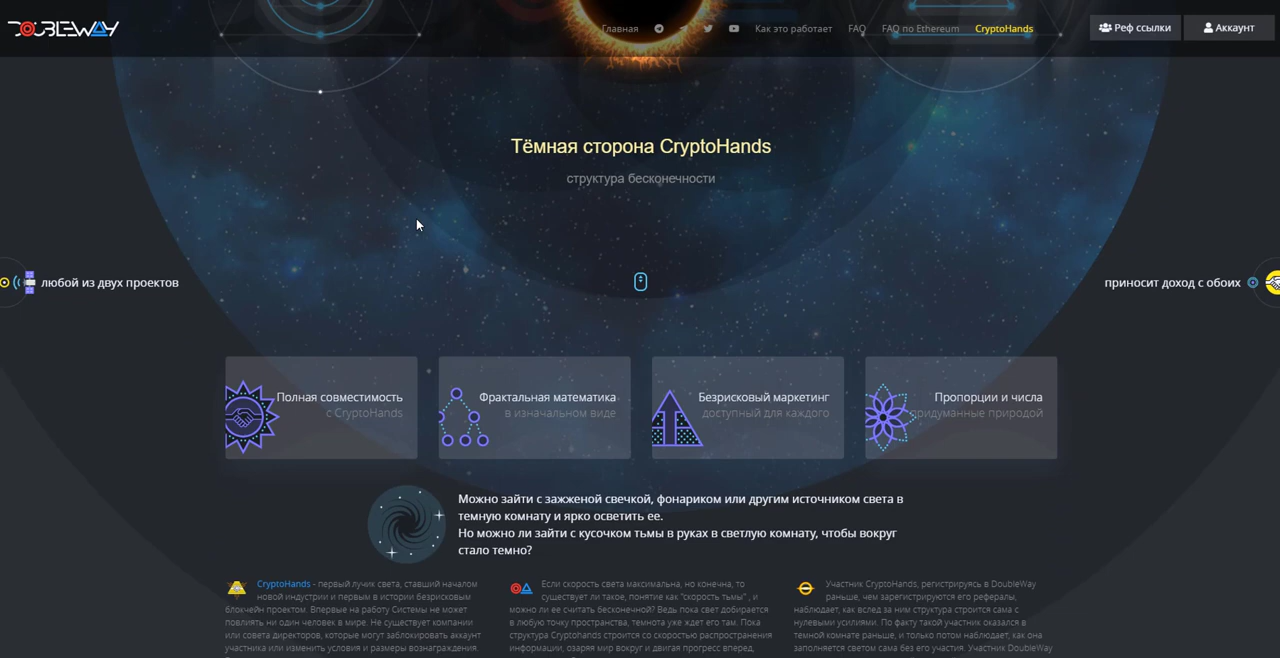 DOUBLEWAY
Главная
Как это работает
FAQ
FAQ по Ethereum
CryptoHands
Реф ссылки
Аккаунт
Тёмная сторона CryptoHands
структура бесконечности
любой из двух проектов
приносит доход с обоих
Полная совместимость
с CryptoHands
Фрактальная математика
в изначальном виде
Безрисковый маркетинг
доступный для каждого
Пропорции и числа
придуманные природой
Можно зайти с зажженой свечкой, фонариком или другим источником света в
темную комнату и ярко осветить ее.
Но можно ли зайти с кусочком тьмы в руках в светлую комнату, чтобы вокруг
стало темно?
CryptoHands - первый лучик света, ставший началом
новой индустрии и первым в истории безрисковым
блокчейн проектом. Впервые на работу Системы не может
повлиять ни один человек в мире. Не существует компании
или совета директоров, которые могут заблокировать аккаунт
участника или изменить условия и размеры вознаграждения.
Если скорость света максимальна, но конечна, то
существует ли такое, понятие как "скорость тьмы" , и
можно ли ее считать бесконечной? Ведь пока свет добирается
в любую точку пространства, темнота уже ждет его там. Пока
структура Cryptohands строится со скоростью распространения
информации, озаряя мир вокруг и двигая прогресс вперед,
Участник CryptoHands, регистрируясь в DoubleWay
раньше, чем зарегистрируются его рефералы,
наблюдает, как вслед за ним структура строится сама с
нулевыми усилиями. По факту такой участник оказался в
темной комнате раньше, и только потом наблюдает, как она
заполняется светом сама без его участия. Участник DoubleWay